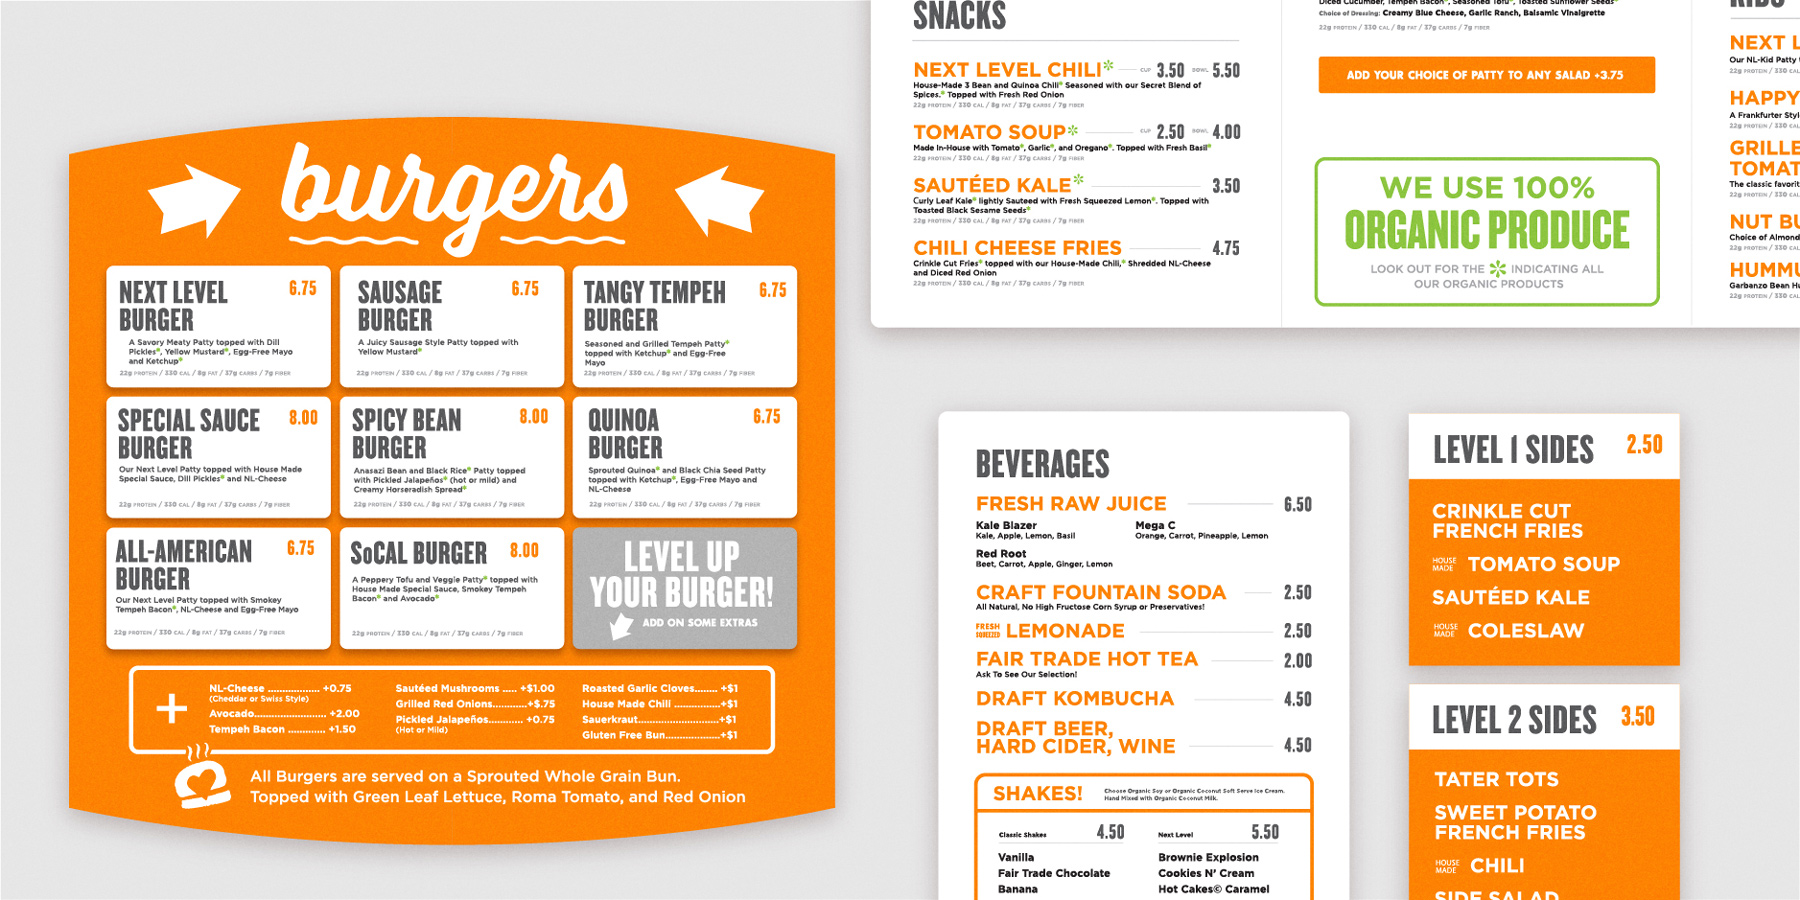 burgers
NEXT LEVEL
BURGER
6.75
A Savory Meaty Patty topped with Dill
Pickles*, Yellow Mustard*, Egg-Free Mayo
and Ketchup*
22g PROTEIN / 330 CAL / 8g FAT / 37g CARBS / 7g FIBER
SAUSAGE
BURGER
6.75
A Juicy Sausage Style Patty topped with
Yellow Mustard*
22g PROTEIN / 330 CAL / 8g FAT / 37g CARBS / 7g FIBER
TANGY TEMPEH
BURGER
6.75
Seasoned and Grilled Tempeh Patty*
topped with Ketchup* and Egg-Free
Mayo
22g PROTEIN / 330 CAL / 8g FAT / 37g CARBS / 7g FIBER
SPECIAL SAUCE
BURGER
8.00
Our Next Level Patty topped with House Made
Special Sauce, Dill Pickles* and NL-Cheese
22g PROTEIN / 330 CAL / 8g FAT / 37g CARBS / 7g FIBER
SPICY BEAN
BURGER
8.00
Anasazi Bean and Black Rice* Patty topped
with Pickled Jalapeños* (hot or mild) and
Creamy Horseradish Spread*
22g PROTEIN / 330 CAL / 8g FAT / 37g CARBS / 7g FIBER
QUINOA
BURGER
6.75
Sprouted Quinoa* and Black Chia Seed Patty
topped with Ketchup*, Egg-Free Mayo and
NL-Cheese
22g PROTEIN / 330 CAL / 8g FAT / 37g CARBS / 7g FIBER
ALL-AMERICAN
BURGER
6.75
Our Next Level Patty topped with Smokey
Tempeh Bacon*, NL-Cheese and Egg-Free Mayo
22g PROTEIN / 330 CAL / 8g FAT / 37g CARBS / 7g FIBER
SoCAL BURGER
8.00
A Peppery Tofu and Veggie Patty* topped with
House Made Special Sauce, Smokey Tempeh
Bacon* and Avocado*
22g PROTEIN / 330 CAL / 8g FAT / 37g CARBS / 7g FIBER
LEVEL UP
YOUR BURGER!
ADD ON SOME EXTRAS
+
NL-Cheese .................. +0.75
(Cheddar or Swiss Style)
Avocado......................... +2.00
Tempeh Bacon ............. +1.50
Sautéed Mushrooms ..... +$1.00
Grilled Red Onions............+$.75
Pickled Jalapeños............ +0.75
(Hot or Mild)
Roasted Garlic Cloves........ +$1
House Made Chili ................+$1
Sauerkraut...........................+$1
Gluten Free Bun..................+$1
All Burgers are served on a Sprouted Whole Grain Bun.
Topped with Green Leaf Lettuce, Roma Tomato, and Red Onion
SNACKS
NEXT LEVEL CHILI* CUP 3.50 BOWL 5.50
House-Made 3 Bean and Quinoa Chili* Seasoned with our Secret Blend of
Spices.* Topped with Fresh Red Onion
22g PROTEIN / 330 CAL / 8g FAT / 37g CARBS / 7g FIBER
TOMATO SOUP* CUP 2.50 BOWL 4.00
Made In-House with Tomato*, Garlic*, and Oregano*. Topped with Fresh Basil*
22g PROTEIN / 330 CAL / 8g FAT / 37g CARBS / 7g FIBER
SAUTÉED KALE* 3.50
Curly Leaf Kale* lightly Sauteed with Fresh Squeezed Lemon*. Topped with
Toasted Black Sesame Seeds*
22g PROTEIN / 330 CAL / 8g FAT / 37g CARBS / 7g FIBER
CHILI CHEESE FRIES 4.75
Crinkle Cut Fries* topped with our House-Made Chili,* Shredded NL-Cheese
and Diced Red Onion
22g PROTEIN / 330 CAL / 8g FAT / 37g CARBS / 7g FIBER
Diced Cucumber, Tempeh Bacon*, Seasoned Tofu*, Toasted Sunflower Seeds*
Choice of Dressing: Creamy Blue Cheese, Garlic Ranch, Balsamic Vinaigrette
22g PROTEIN / 330 CAL / 8g FAT / 37g CARBS / 7g FIBER
ADD YOUR CHOICE OF PATTY TO ANY SALAD +3.75
WE USE 100%
ORGANIC PRODUCE
LOOK OUT FOR THE * INDICATING ALL
OUR ORGANIC PRODUCTS
KIDS
NEXT L
Our NL-Kid Patty
22g PROTEIN / 330 CAL
HAPPY
A Frankfurter Styl
22g PROTEIN / 330 CAL
GRILLE
TOMAT
The classic favorit
22g PROTEIN / 330 CAL
NUT BU
Choice of Almond
22g PROTEIN / 330 CAL
HUMMU
Garbanzo Bean Hu
22g PROTEIN / 330 CAL
BEVERAGES
FRESH RAW JUICE 6.50
Kale Blazer
Kale, Apple, Lemon, Basil
Mega C
Orange, Carrot, Pineapple, Lemon
Red Root
Beet, Carrot, Apple, Ginger, Lemon
CRAFT FOUNTAIN SODA 2.50
All Natural, No High Fructose Corn Syrup or Preservatives!
FRESH SQUEEZED LEMONADE 2.50
FAIR TRADE HOT TEA 2.00
Ask To See Our Selection!
DRAFT KOMBUCHA 4.50
DRAFT BEER,
HARD CIDER, WINE 4.50
SHAKES!
Choose Organic Soy or Organic Coconut Soft Serve Ice Cream.
Hand Mixed with Organic Coconut Milk.
Classic Shakes 4.50
Vanilla
Fair Trade Chocolate
Banana
Next Level 5.50
Brownie Explosion
Cookies N' Cream
Hot Cakes© Caramel
LEVEL 1 SIDES 2.50
CRINKLE CUT
FRENCH FRIES
HOUSE MADE TOMATO SOUP
SAUTÉED KALE
HOUSE MADE COLESLAW
LEVEL 2 SIDES 3.50
TATER TOTS
SWEET POTATO
FRENCH FRIES
HOUSE MADE CHILI
SIDE SALAD